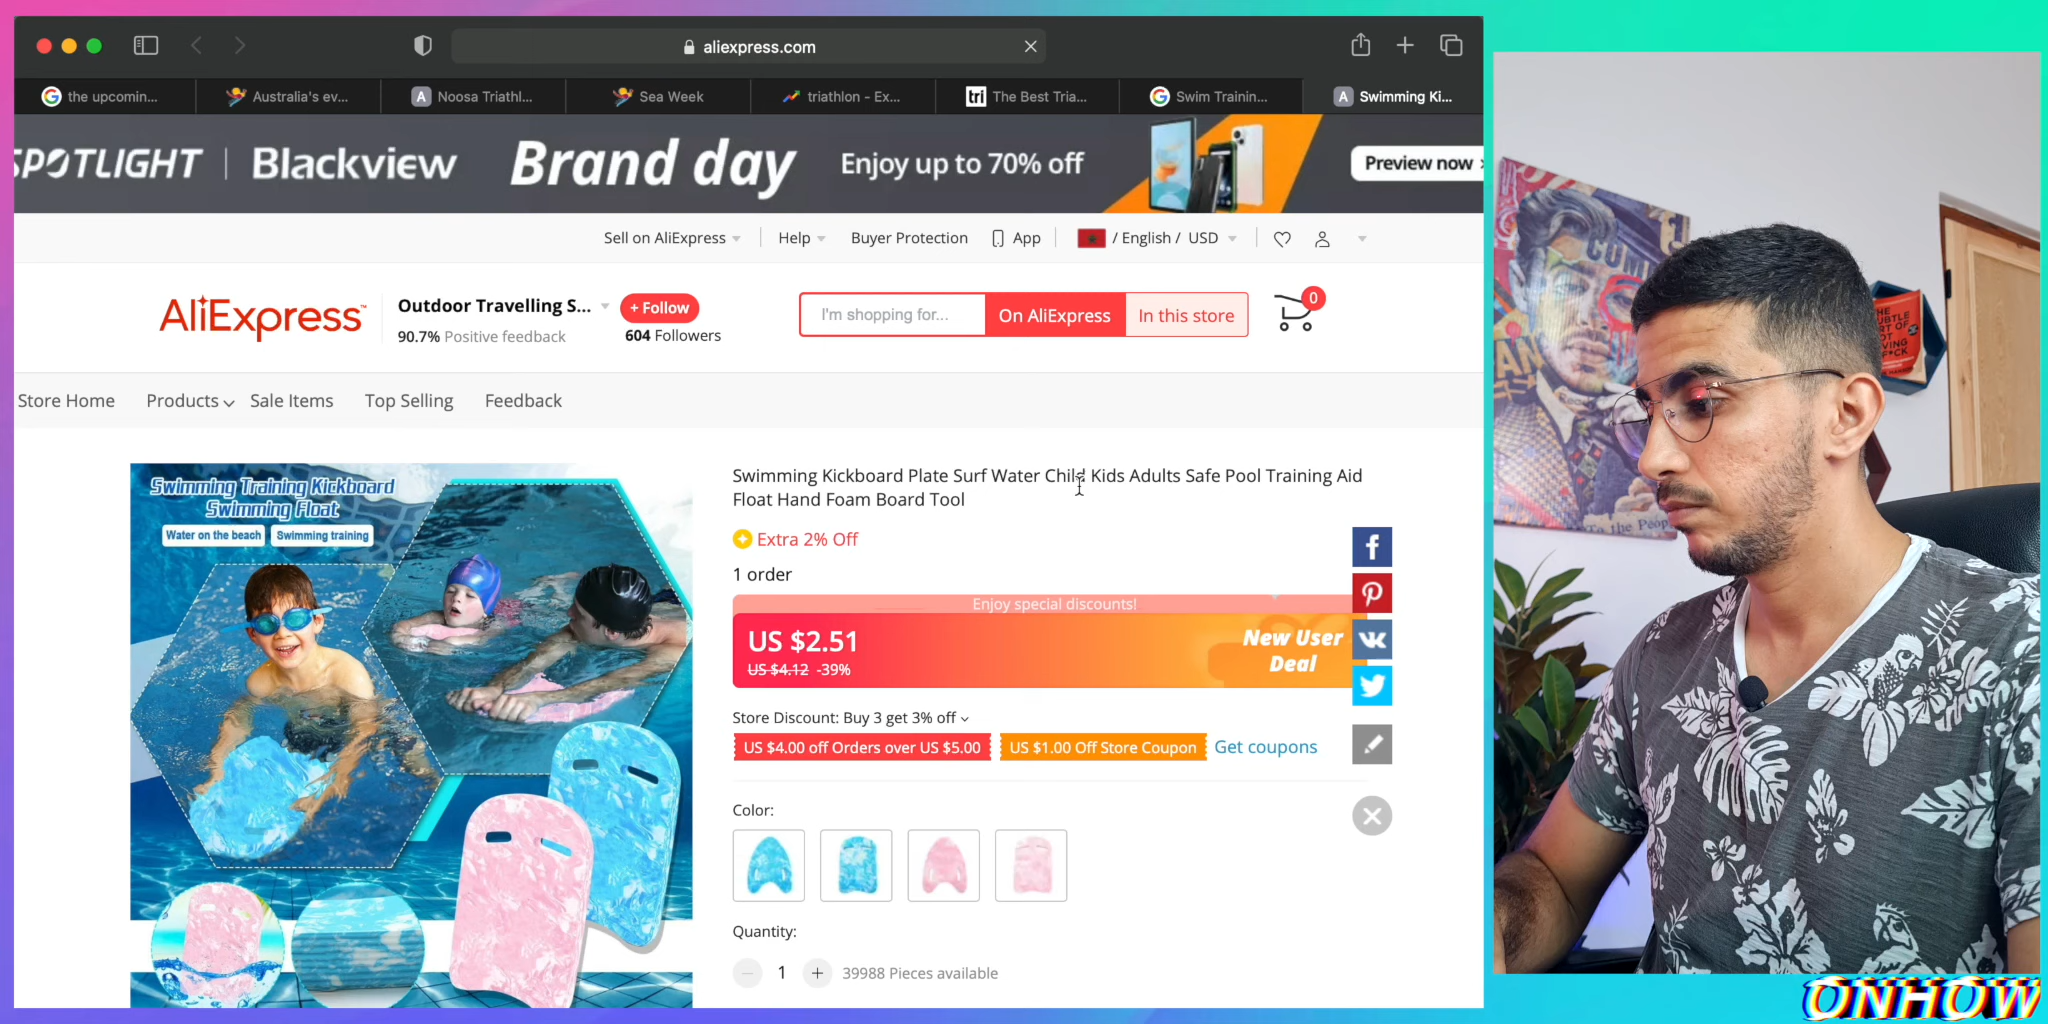 aliexpress.com
the upcomin...
Australia's ev...
A
Noosa Triathl...
Sea Week
triathlon - Ex...
tri
The Best Tria...
Swim Trainin...
A
Swimming Ki...
SPOTLIGHT | Blackview
Brand day
Enjoy up to 70% off
Preview now
Sell on AliExpress
Help
Buyer Protection
App
/ English / USD
AliExpress™
Outdoor Travelling S...
+ Follow
90.7% Positive feedback
604 Followers
I'm shopping for...
On AliExpress
In this store
0
Store Home
Products
Sale Items
Top Selling
Feedback
Swimming Training Kickboard
Swimming Float
Water on the beach
Swimming training
Swimming Kickboard Plate Surf Water Child Kids Adults Safe Pool Training Aid
Float Hand Foam Board Tool
Extra 2% Off
1 order
Enjoy special discounts!
US $2.51
US $4.12 -39%
New User
Deal
Store Discount: Buy 3 get 3% off
US $4.00 off Orders over US $5.00
US $1.00 Off Store Coupon
Get coupons
Color:
Quantity:
1
39988 Pieces available
to the People
ONHOW